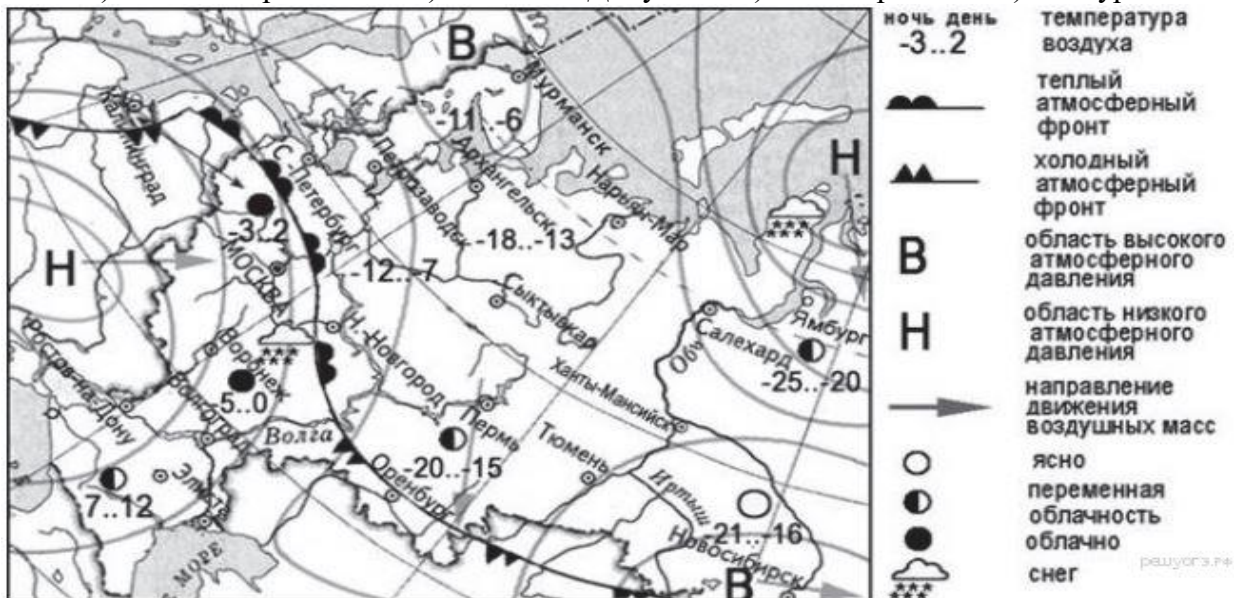 В
Мурманск
-11..-6
Калининград
С.-Петербург
Петрозаводск
Архангельск
Нарьян-Мар
Н
-3..2
МОСКВА
-12..-7
-18..-13
Сыктывкар
Н
Н.-Новгород
Салехард
Ямбург
Обь
-25..-20
Ростов-на-Дону
Воронеж
5..0
Волгоград
Волга
Пермь
Ханты-Мансийск
Тюмень
Оренбург
-20..-15
Иртыш
-21..-16
Элиста
7..12
МОРЕ
Новосибирск
В
ночь день
-3..2
температура
воздуха
теплый
атмосферный
фронт
холодный
атмосферный
фронт
В
область высокого
атмосферного
давления
Н
область низкого
атмосферного
давления
направление
движения
воздушных масс
ясно
переменная
облачность
облачно
снег
решуогэ.рф